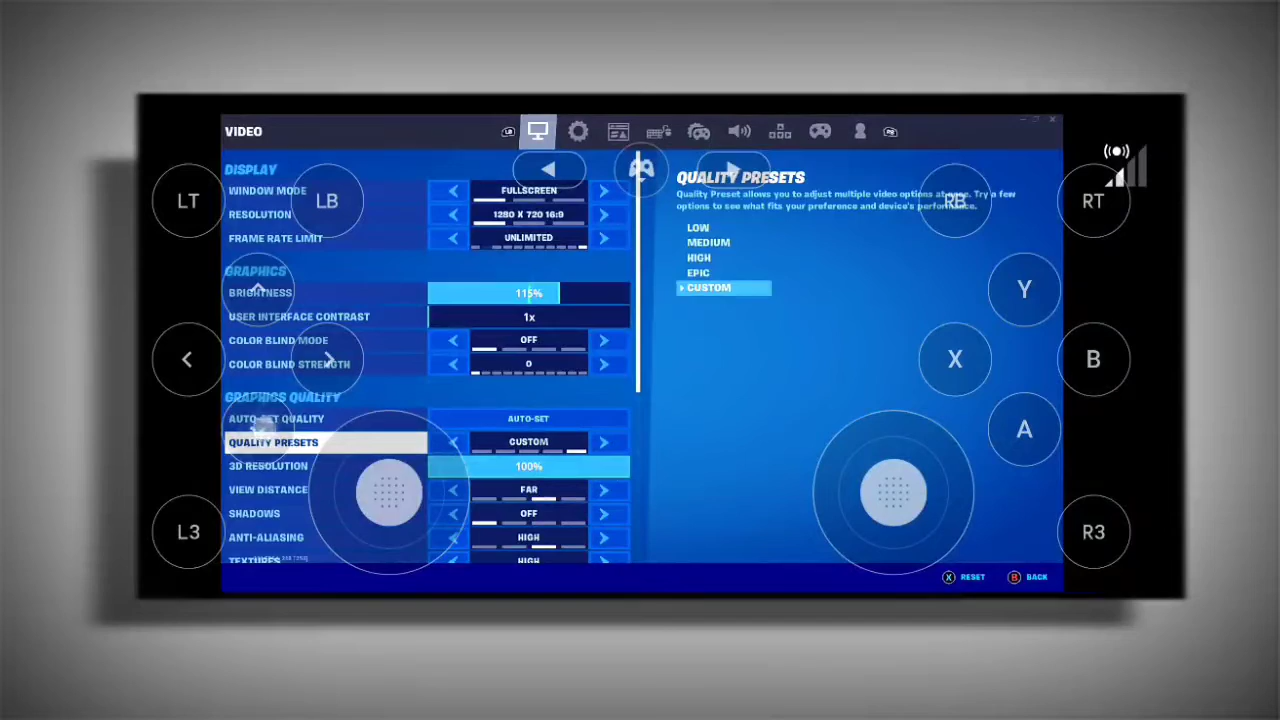 VIDEO
DISPLAY
WINDOW MODE
FULLSCREEN
RESOLUTION
1280 X 720 16:9
FRAME RATE LIMIT
UNLIMITED
GRAPHICS
BRIGHTNESS
115%
USER INTERFACE CONTRAST
1x
COLOR BLIND MODE
OFF
COLOR BLIND STRENGTH
0
GRAPHICS QUALITY
AUTO-SET QUALITY
AUTO-SET
QUALITY PRESETS
CUSTOM
3D RESOLUTION
100%
VIEW DISTANCE
FAR
SHADOWS
OFF
ANTI-ALIASING
HIGH
TEXTURES
HIGH
QUALITY PRESETS
Quality Preset allows you to adjust multiple video options at once. Try a few
options to see what fits your preference and device's performance.
LOW
MEDIUM
HIGH
EPIC
CUSTOM
X RESET
B BACK
LT
LB
L3
RB
RT
Y
X
B
A
R3